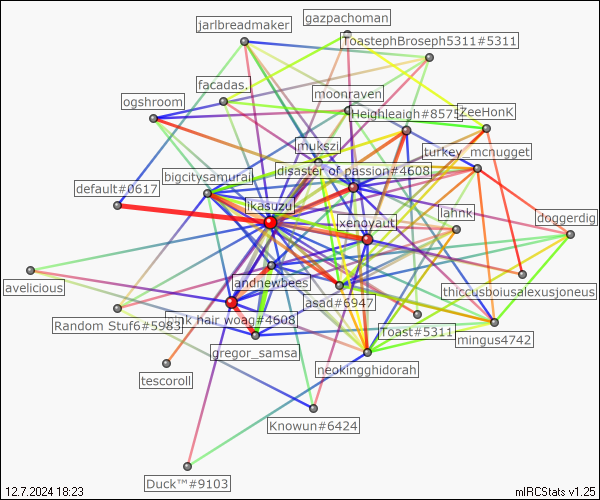 gazpachoman
jarlbreadmaker
ToastephBroseph5311#5311
facadas.
moonraven
ogshroom
Heighleaigh#8575
ZeeHonK
mukszi
turkey_mcnugget
bigcitysamurai
disaster of passion#4608
default#0617
ikasuzu
lahnk
doggerdig
xenoyaut
avelicious
andnewbees
thiccusboiusalexusjoneus
asad#6947
Random Stuf6#5983
pink hair woag#4608
Toast#5311
mingus4742
gregor_samsa
neokingghidorah
tescoroll
Knowun#6424
Duck™#9103
12.7.2024 18:23
mIRCStats v1.25